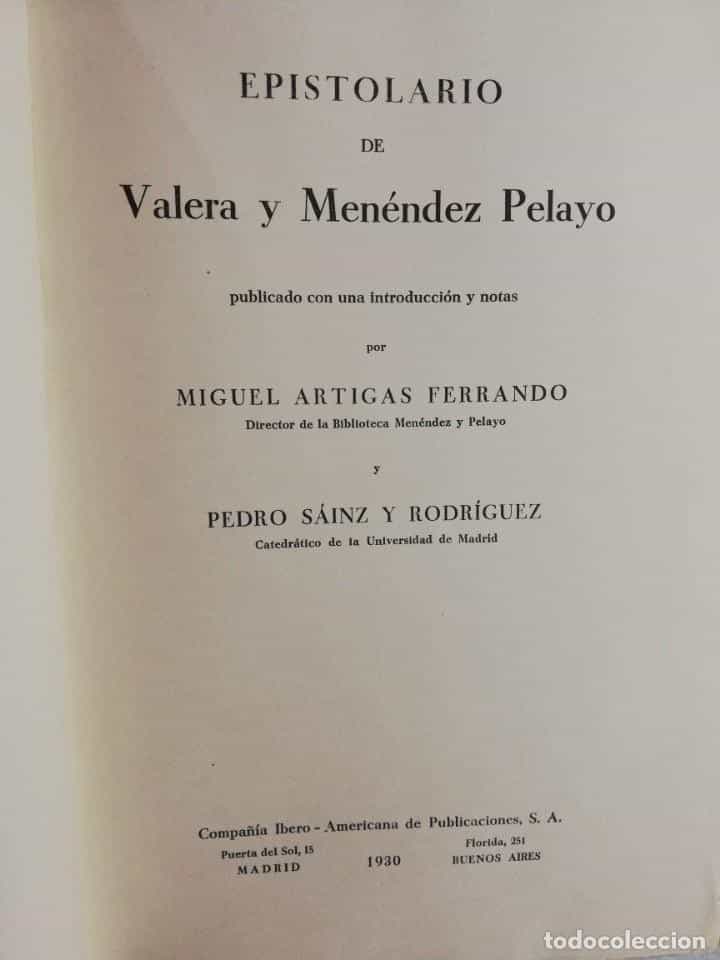 EPISTOLARIO
DE
Valera y Menéndez Pelayo
publicado con una introducción y notas
por
MIGUEL ARTIGAS FERRANDO
Director de la Biblioteca Menéndez y Pelayo
y
PEDRO SÁINZ Y RODRÍGUEZ
Catedrático de la Universidad de Madrid
Compañía Ibero - Americana de Publicaciones, S. A.
Puerta del Sol, 15
MADRID
1930
Florida, 251
BUENOS AIRES
todocoleccion